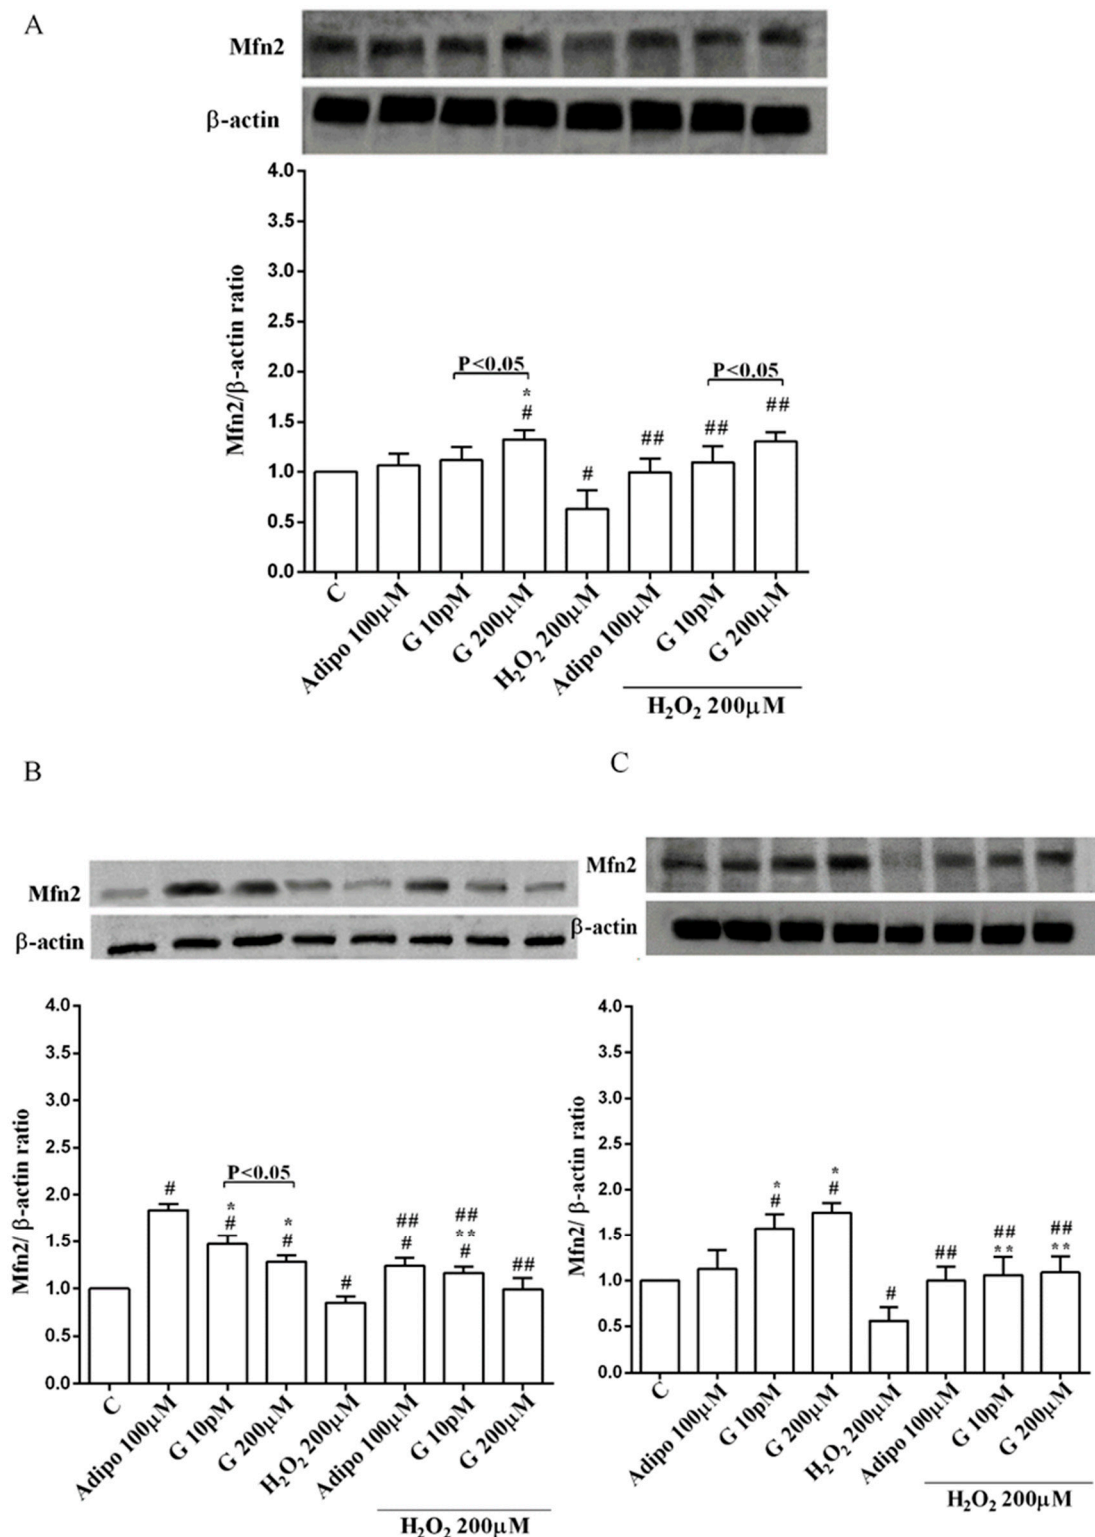 A
Mfn2
β-actin
4.0
3.5
3.0
2.5
2.0
1.5
1.0
0.5
0.0
Mfn2/β-actin ratio
P<0.05
P<0.05
*
#
#
##
##
##
C
Adipo 100μM
G 10pM
G 200μM
H₂O₂ 200μM
Adipo 100μM
G 10pM
G 200μM
H₂O₂ 200μM
B
Mfn2
β-actin
4.0
3.5
3.0
2.5
2.0
1.5
1.0
0.5
0.0
Mfn2/ β-actin ratio
P<0.05
#
*
#
*
#
#
##
#
##
**
#
##
C
Adipo 100μM
G 10pM
G 200μM
H₂O₂ 200μM
Adipo 100μM
G 10pM
G 200μM
H₂O₂ 200μM
C
Mfn2
β-actin
4.0
3.5
3.0
2.5
2.0
1.5
1.0
0.5
0.0
Mfn2/ β-actin ratio
*
#
*
#
#
##
##
**
##
**
C
Adipo 100μM
G 10pM
G 200μM
H₂O₂ 200μM
Adipo 100μM
G 10pM
G 200μM
H₂O₂ 200μM